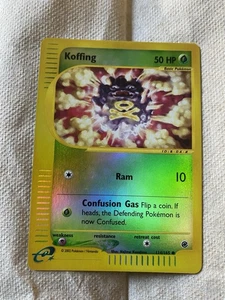 Koffing
50 HP
Basic Pokémon
Ram 10
Confusion Gas Flip a coin. If
heads, the Defending Pokémon is
now Confused.
weakness resistance retreat cost
e